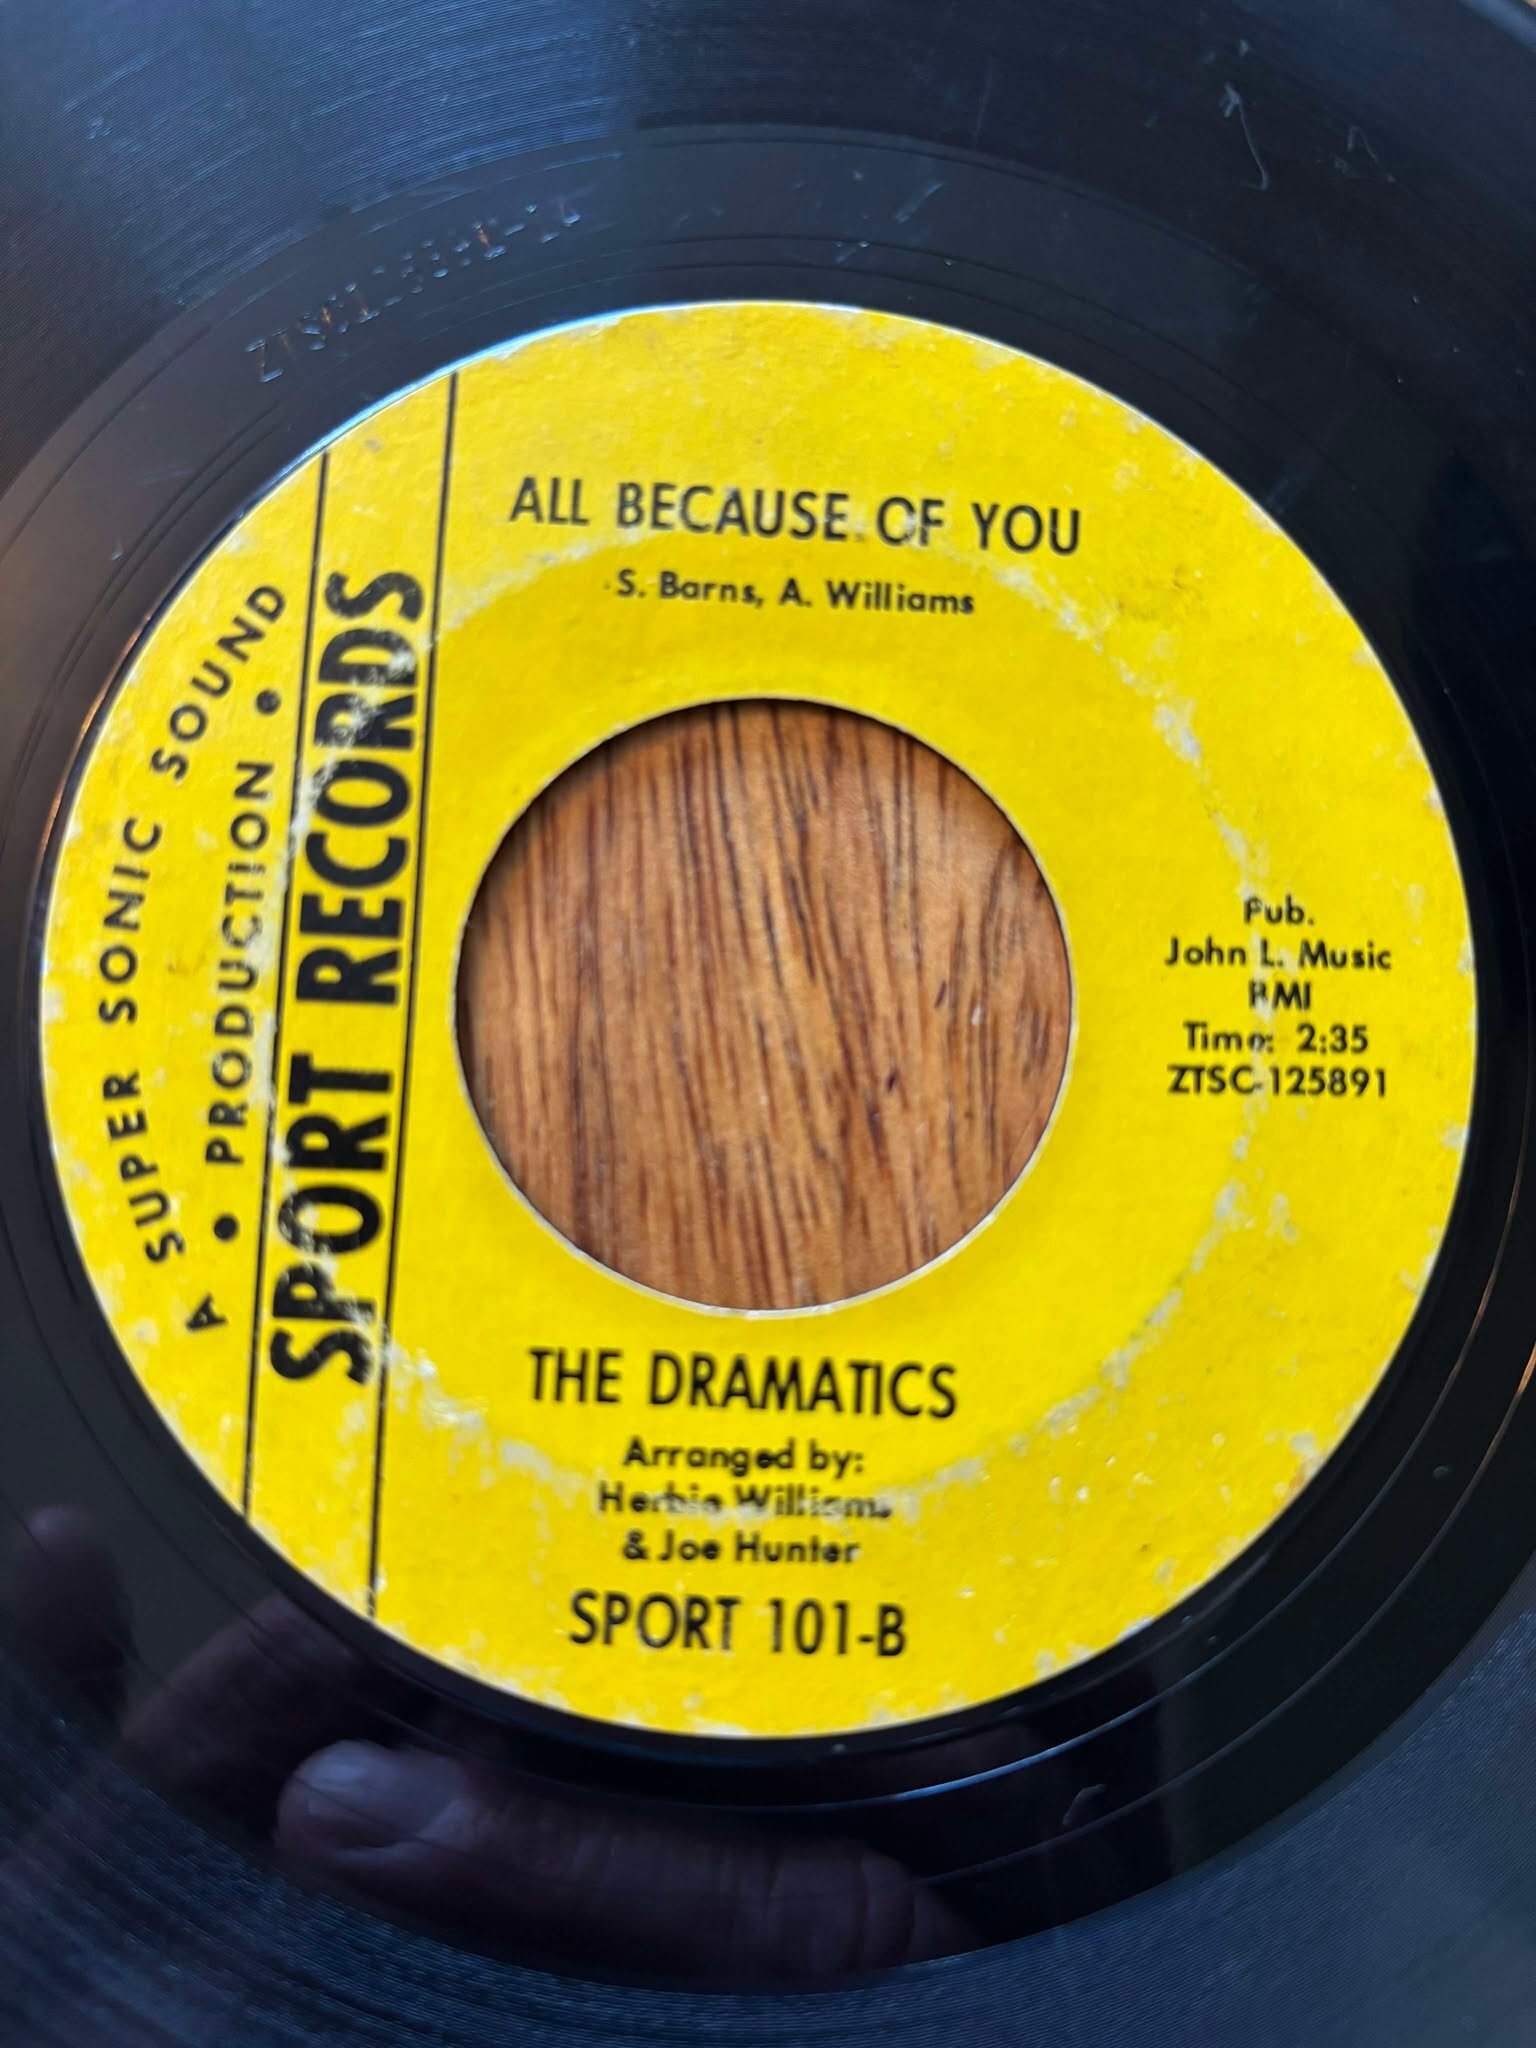 ALL BECAUSE OF YOU
S. Barns, A. Williams
A SUPER SONIC SOUND
• PRODUCTION •
SPORT RECORDS
Pub.
John L. Music
BMI
Time: 2:35
ZTSC-125891
THE DRAMATICS
Arranged by:
Herbie Williams
& Joe Hunter
SPORT 101-B